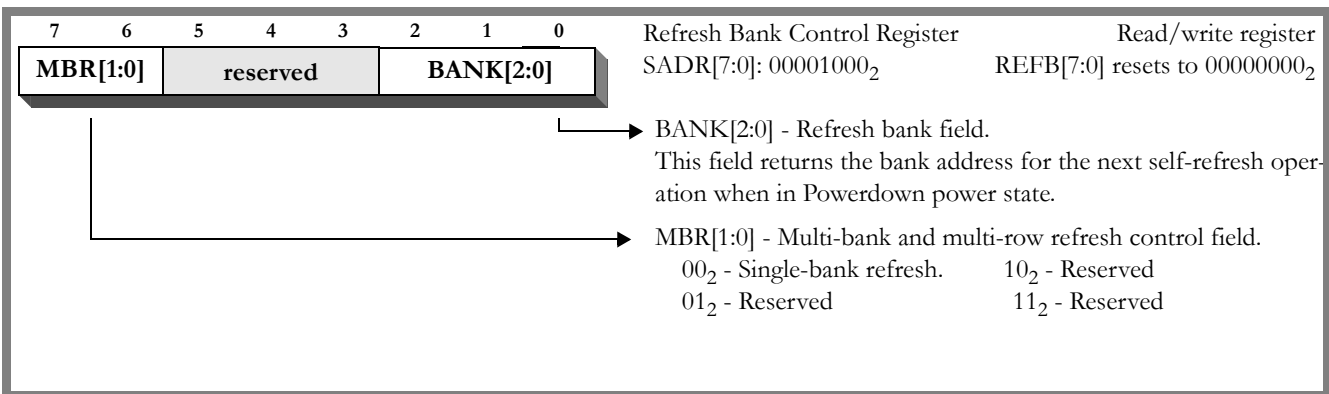 7 6 5 4 3 2 1 0
MBR[1:0] reserved BANK[2:0]
Refresh Bank Control Register Read/write register
SADR[7:0]: 00001000₂ REFB[7:0] resets to 00000000₂
BANK[2:0] - Refresh bank field.
This field returns the bank address for the next self-refresh oper-
ation when in Powerdown power state.
MBR[1:0] - Multi-bank and multi-row refresh control field.
00₂ - Single-bank refresh. 10₂ - Reserved
01₂ - Reserved 11₂ - Reserved